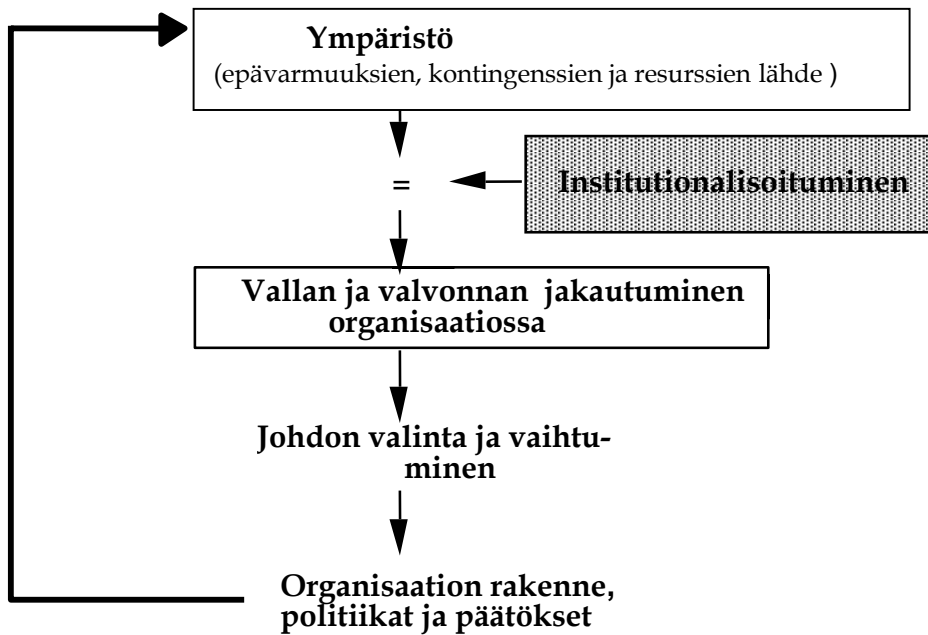 Ympäristö
(epävarmuuksien, kontingenssien ja resurssien lähde )
=
Institutionalisoituminen
Vallan ja valvonnan jakautuminen
organisaatiossa
Johdon valinta ja vaihtu-
minen
Organisaation rakenne,
politiikat ja päätökset